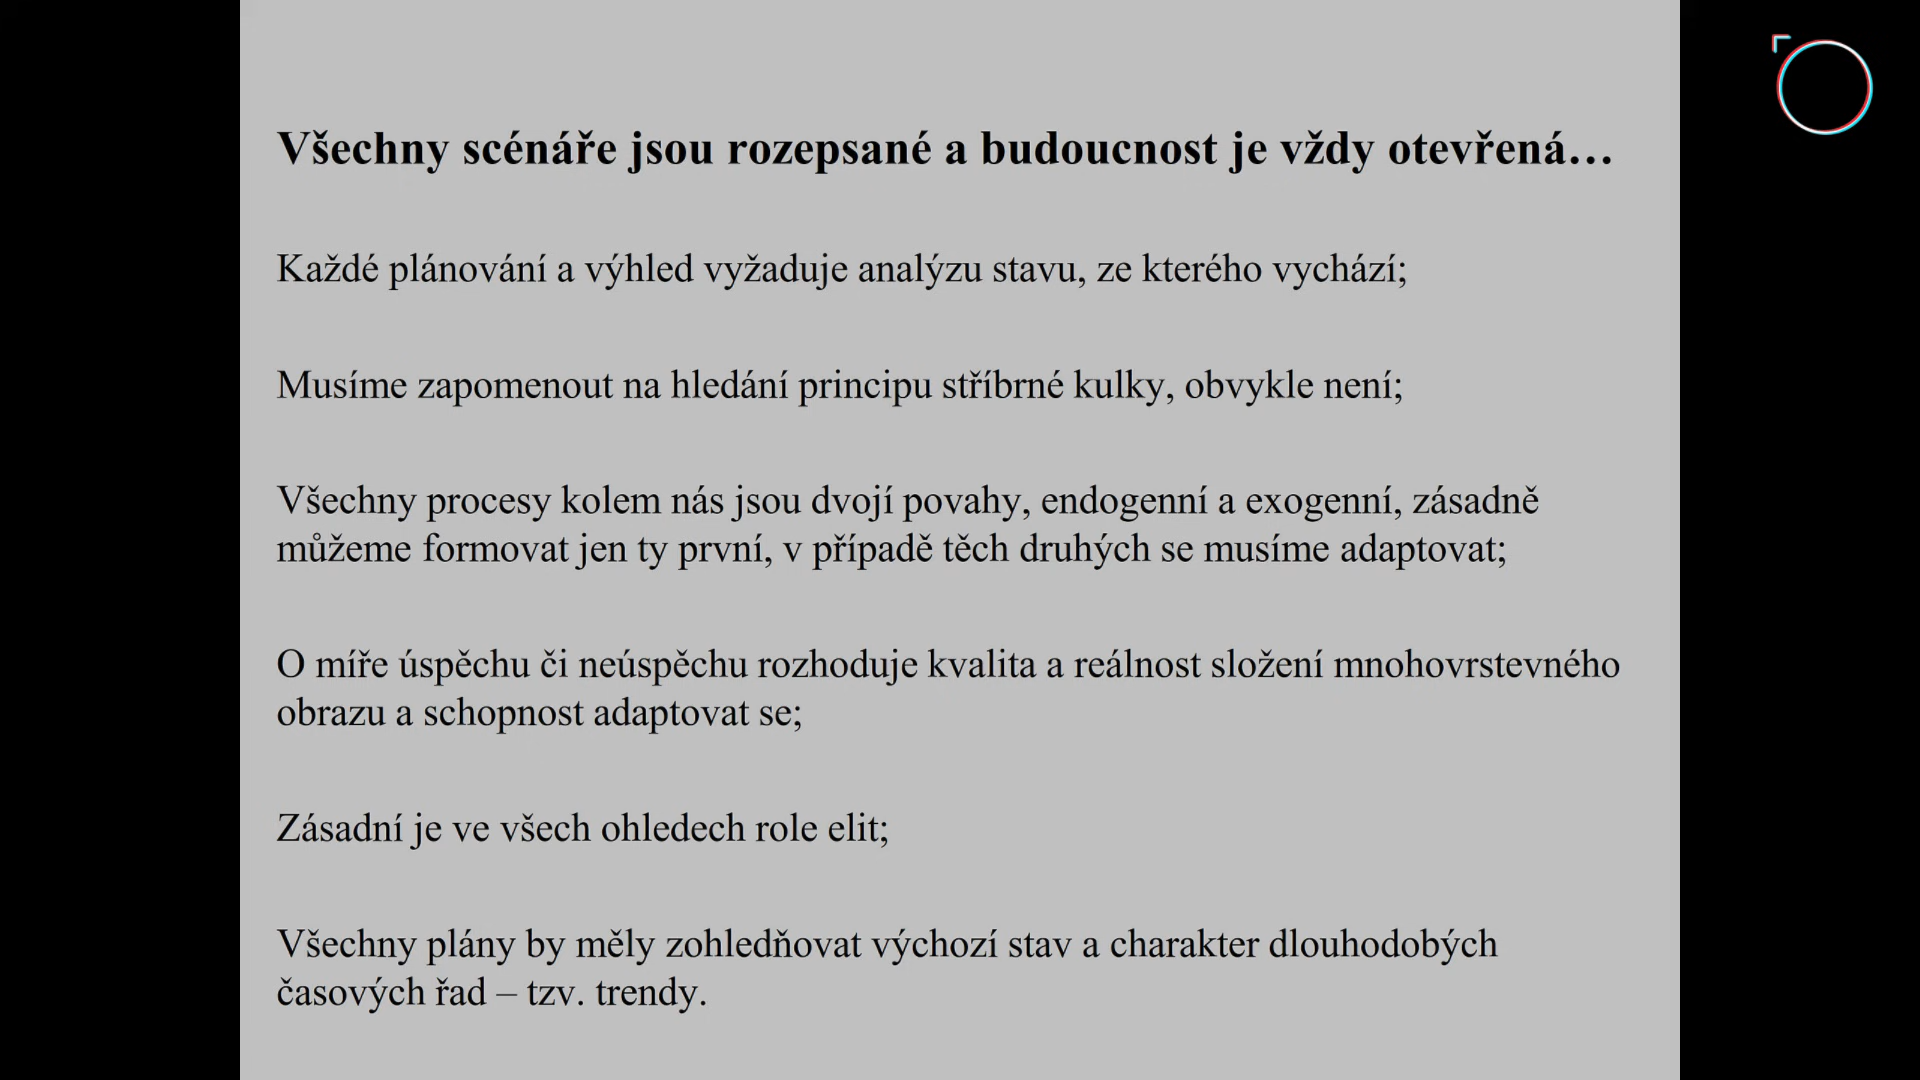 Všechny scénáře jsou rozepsané a budoucnost je vždy otevřená…
Každé plánování a výhled vyžaduje analýzu stavu, ze kterého vychází;
Musíme zapomenout na hledání principu stříbrné kulky, obvykle není;
Všechny procesy kolem nás jsou dvojí povahy, endogenní a exogenní, zásadně
můžeme formovat jen ty první, v případě těch druhých se musíme adaptovat;
O míře úspěchu či neúspěchu rozhoduje kvalita a reálnost složení mnohovrstevného
obrazu a schopnost adaptovat se;
Zásadní je ve všech ohledech role elit;
Všechny plány by měly zohledňovat výchozí stav a charakter dlouhodobých
časových řad – tzv. trendy.